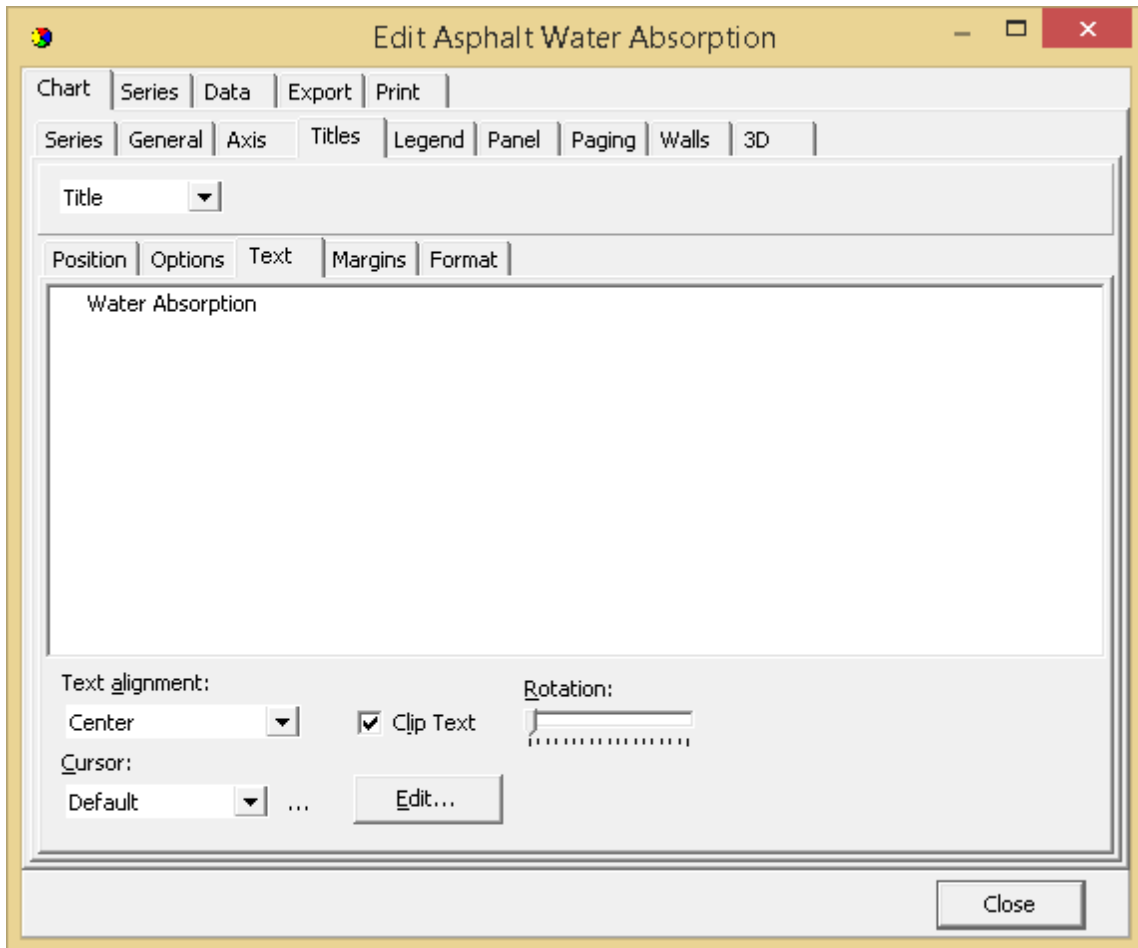 Edit Asphalt Water Absorption
Chart Series Data Export Print
Series General Axis Titles Legend Panel Paging Walls 3D
Title
Position Options Text Margins Format
Water Absorption
Text alignment:
Rotation:
Center Clip Text
Cursor:
Default ... Edit...
Close